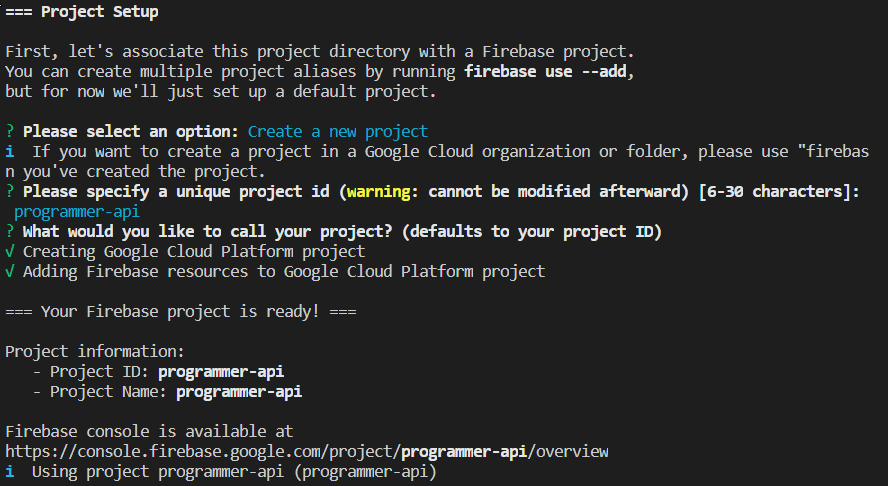 === Project Setup
First, let's associate this project directory with a Firebase project.
You can create multiple project aliases by running firebase use --add,
but for now we'll just set up a default project.
? Please select an option: Create a new project
i  If you want to create a project in a Google Cloud organization or folder, please use "firebas
n you've created the project.
? Please specify a unique project id (warning: cannot be modified afterward) [6-30 characters]:
 programmer-api
? What would you like to call your project? (defaults to your project ID)
√ Creating Google Cloud Platform project
√ Adding Firebase resources to Google Cloud Platform project
=== Your Firebase project is ready! ===
Project information:
   - Project ID: programmer-api
   - Project Name: programmer-api
Firebase console is available at
https://console.firebase.google.com/project/programmer-api/overview
i  Using project programmer-api (programmer-api)